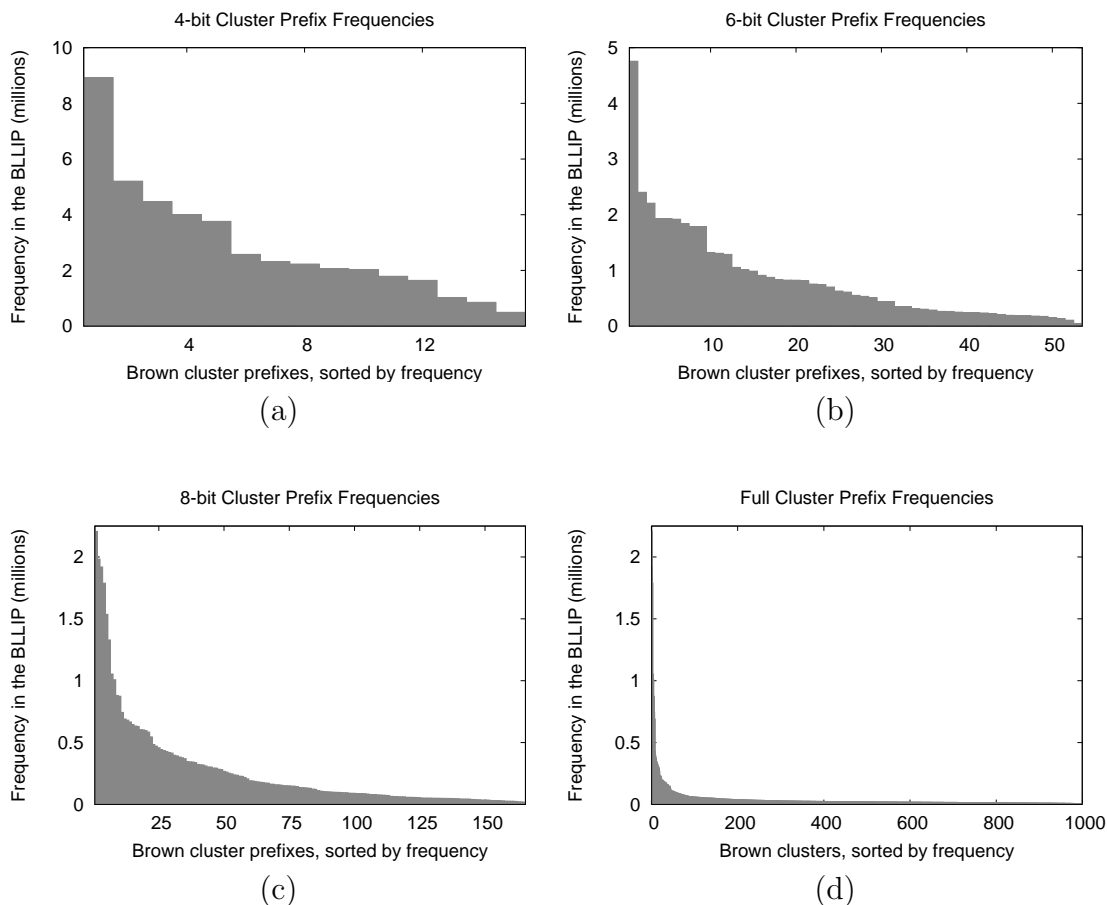 4-bit Cluster Prefix Frequencies
Frequency in the BLLIP (millions)
10
8
6
4
2
0
4 8 12
Brown cluster prefixes, sorted by frequency
(a)
6-bit Cluster Prefix Frequencies
Frequency in the BLLIP (millions)
5
4
3
2
1
0
10 20 30 40 50
Brown cluster prefixes, sorted by frequency
(b)
8-bit Cluster Prefix Frequencies
Frequency in the BLLIP (millions)
2
1.5
1
0.5
0
25 50 75 100 125 150
Brown cluster prefixes, sorted by frequency
(c)
Full Cluster Prefix Frequencies
Frequency in the BLLIP (millions)
2
1.5
1
0.5
0
0 200 400 600 800 1000
Brown clusters, sorted by frequency
(d)